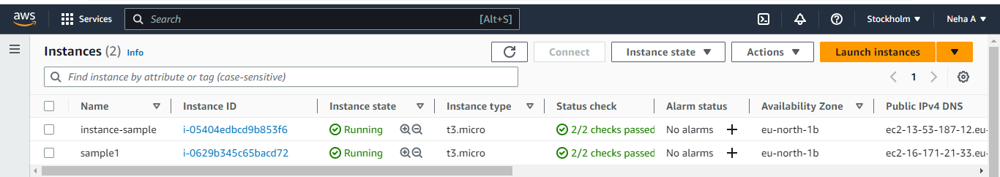 aws Services Search [Alt+S] Stockholm Neha A
Instances (2) Info Connect Instance state Actions Launch instances
Find instance by attribute or tag (case-sensitive) 1
Name Instance ID Instance state Instance type Status check Alarm status Availability Zone Public IPv4 DNS
instance-sample i-05404edbcd9b853f6 Running t3.micro 2/2 checks passed No alarms + eu-north-1b ec2-13-53-187-12.eu-
sample1 i-0629b345c65bacd72 Running t3.micro 2/2 checks passed No alarms + eu-north-1b ec2-16-171-21-33.eu-